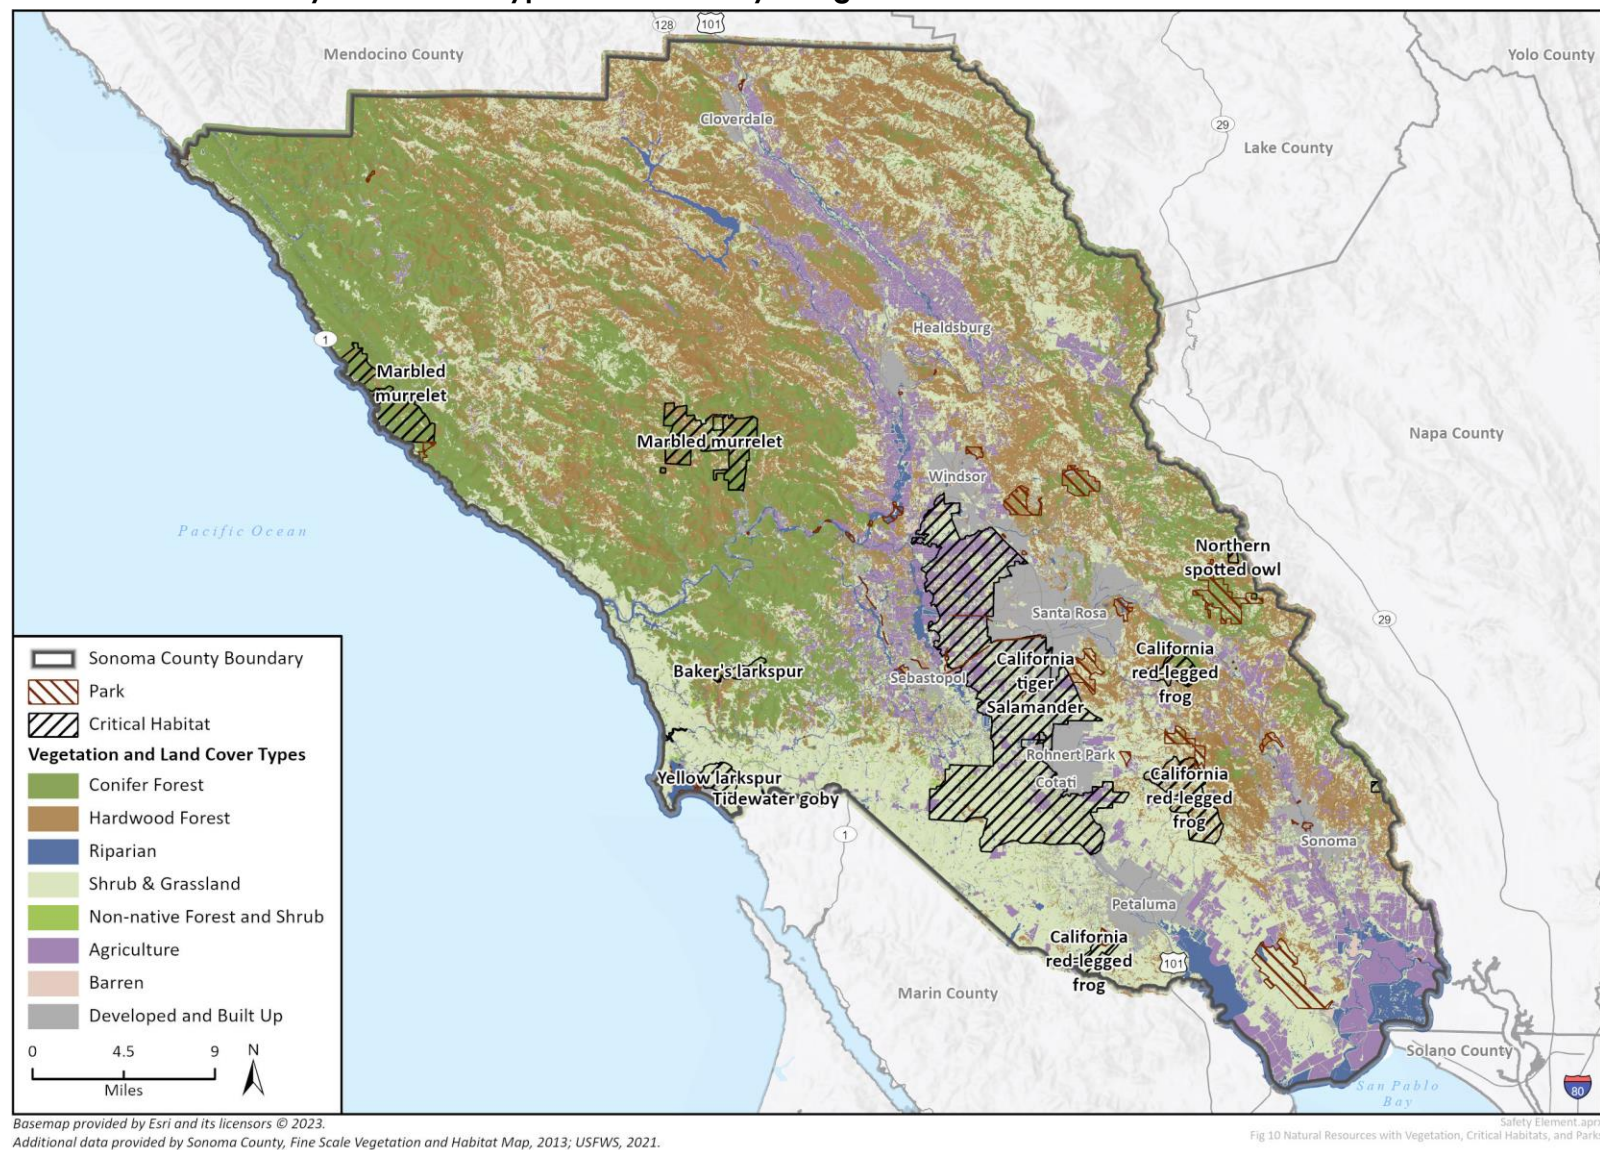 128
101
Mendocino County
Yolo County
Cloverdale
29
Lake County
1
Healdsburg
Marbled
murrelet
Marbled murrelet
Napa County
Windsor
Pacific Ocean
Northern
spotted owl
Santa Rosa
29
California
red-legged
frog
Baker's larkspur
Sebastopol
California
tiger
Salamander
Rohnert Park
Cotati
Yellow larkspur
Tidewater goby
California
red-legged
frog
1
Sonoma
Petaluma
California
red-legged
frog
101
Marin County
Solano County
San Pablo
Bay
80
Sonoma County Boundary
Park
Critical Habitat
Vegetation and Land Cover Types
Conifer Forest
Hardwood Forest
Riparian
Shrub & Grassland
Non-native Forest and Shrub
Agriculture
Barren
Developed and Built Up
0 4.5 9
Miles
N
Basemap provided by Esri and its licensors © 2023.
Additional data provided by Sonoma County, Fine Scale Vegetation and Habitat Map, 2013; USFWS, 2021.
Safety Element.aprx
Fig 10 Natural Resources with Vegetation, Critical Habitats, and Parks